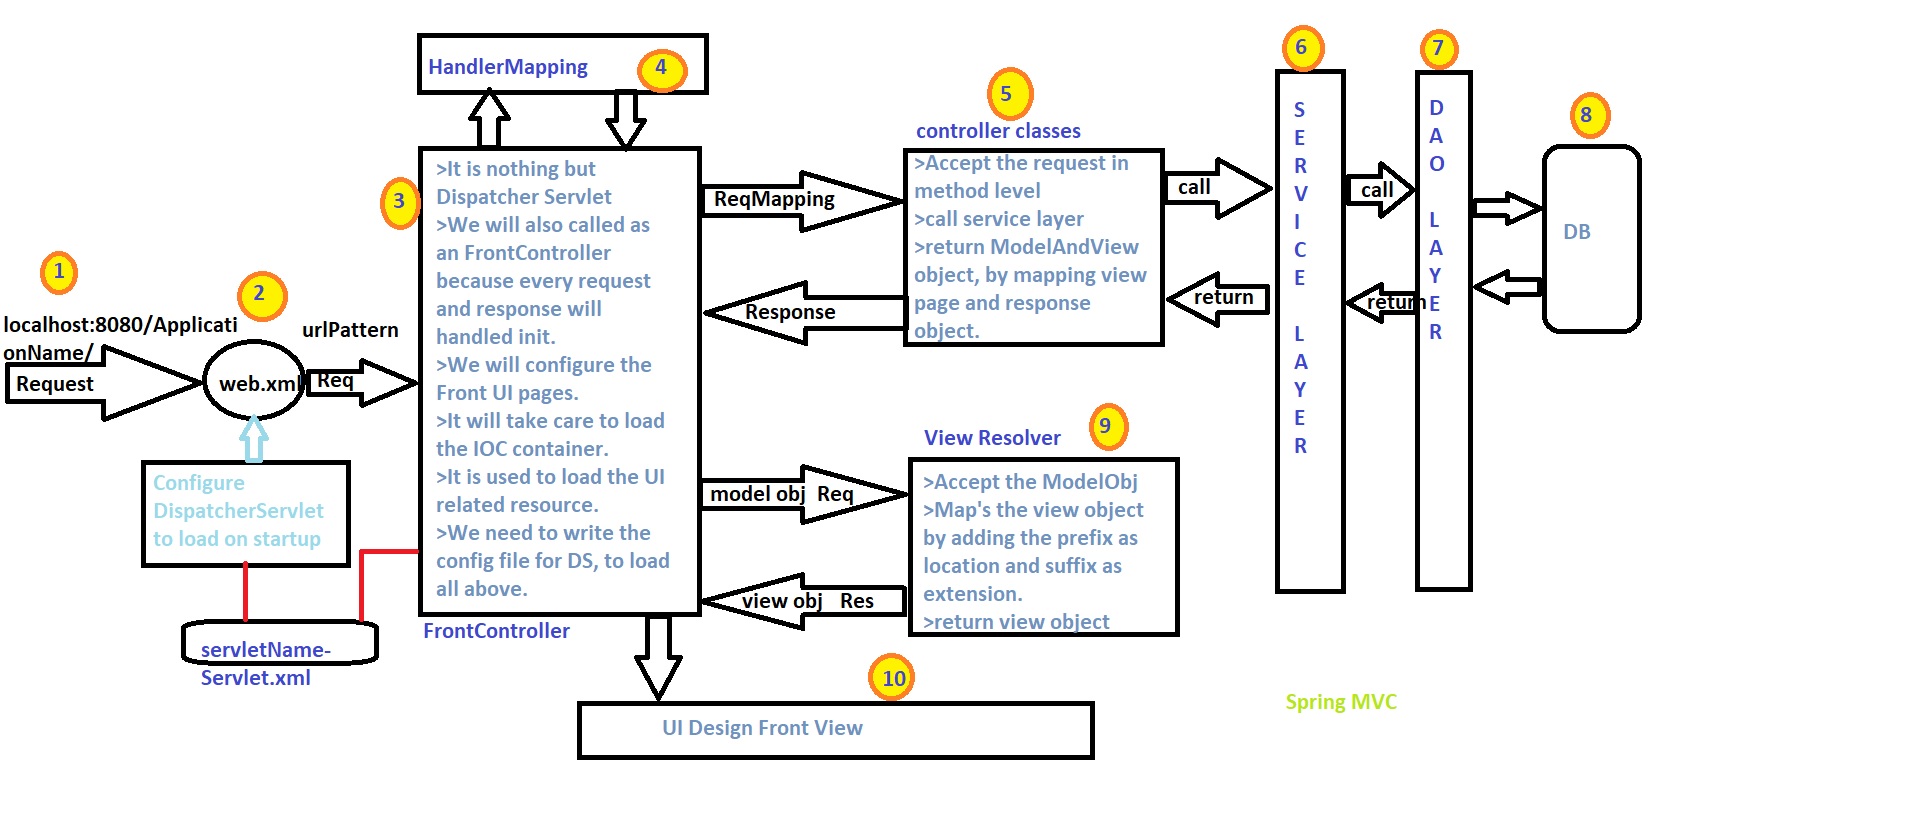 1
localhost:8080/Applicati
onName/
Request
2
web.xml
urlPattern
Req
Configure
DispatcherServlet
to load on startup
servletName-
Servlet.xml
HandlerMapping
4
3
>It is nothing but
Dispatcher Servlet
>We will also called as
an FrontController
because every request
and response will
handled init.
>We will configure the
Front UI pages.
>It will take care to load
the IOC container.
>It is used to load the UI
related resource.
>We need to write the
config file for DS, to load
all above.
FrontController
ReqMapping
Response
5
controller classes
>Accept the request in
method level
>call service layer
>return ModelAndView
object, by mapping view
page and response
object.
call
return
6
SERVICE LAYER
call
return
7
DAO LAYER
8
DB
model obj Req
view obj Res
View Resolver
9
>Accept the ModelObj
>Map's the view object
by adding the prefix as
location and suffix as
extension.
>return view object
10
UI Design Front View
Spring MVC